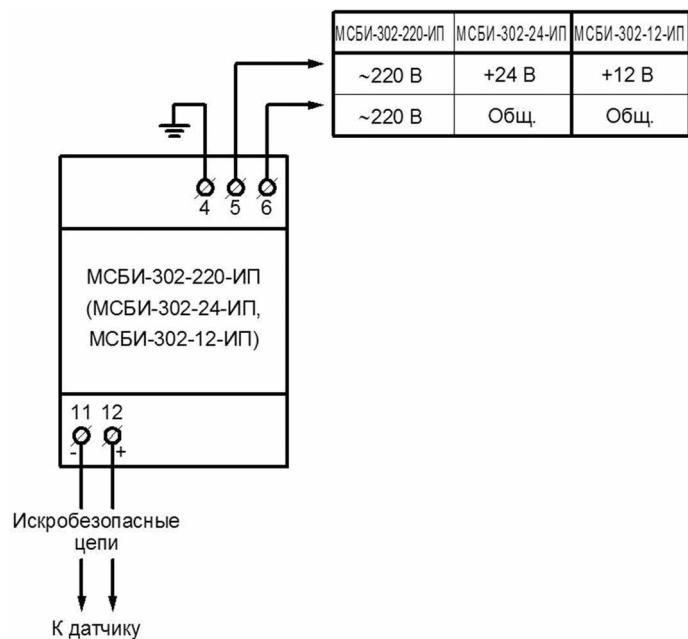 МСБИ-302-220-ИП МСБИ-302-24-ИП МСБИ-302-12-ИП
~220 В +24 В +12 В
~220 В Общ. Общ.
4 5 6
МСБИ-302-220-ИП
(МСБИ-302-24-ИП,
МСБИ-302-12-ИП)
11 12
- +
Искробезопасные
цепи
К датчику